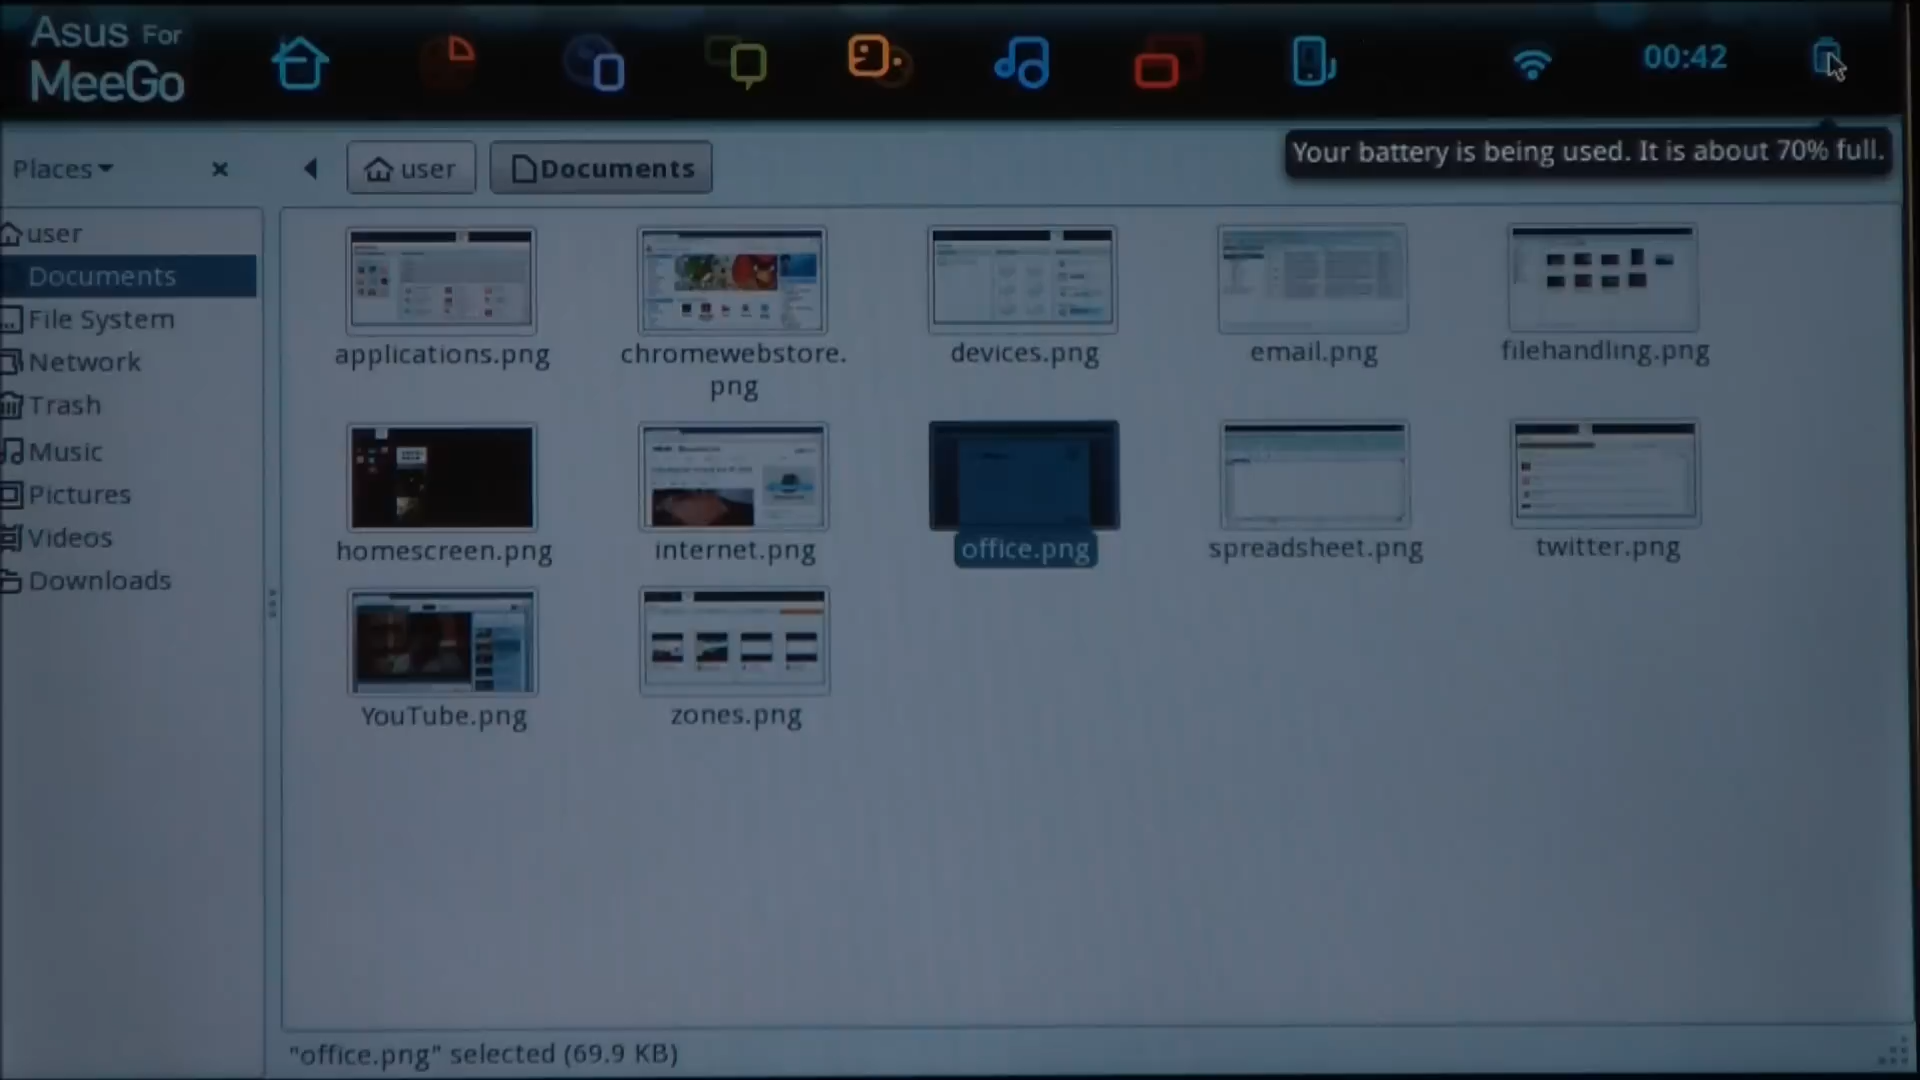 Asus For
MeeGo
00:42
Your battery is being used. It is about 70% full.
Places
user
Documents
user
Documents
File System
Network
Trash
Music
Pictures
Videos
Downloads
applications.png
chromewebstore.
png
devices.png
email.png
filehandling.png
homescreen.png
internet.png
office.png
spreadsheet.png
twitter.png
YouTube.png
zones.png
"office.png" selected (69.9 KB)